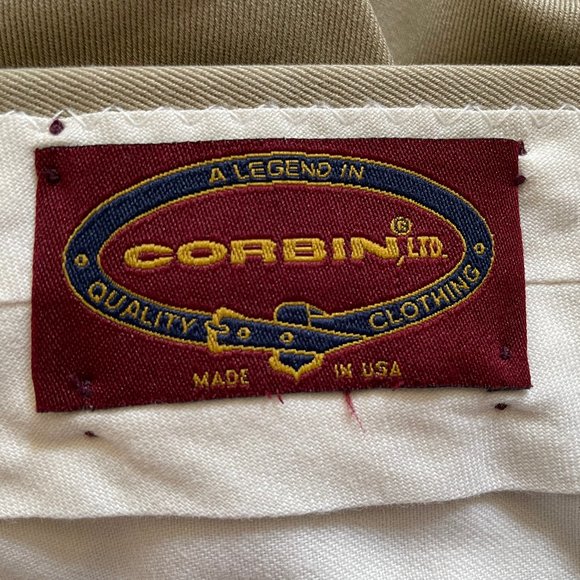 A LEGEND IN
CORBIN, LTD.®
QUALITY CLOTHING
MADE IN USA